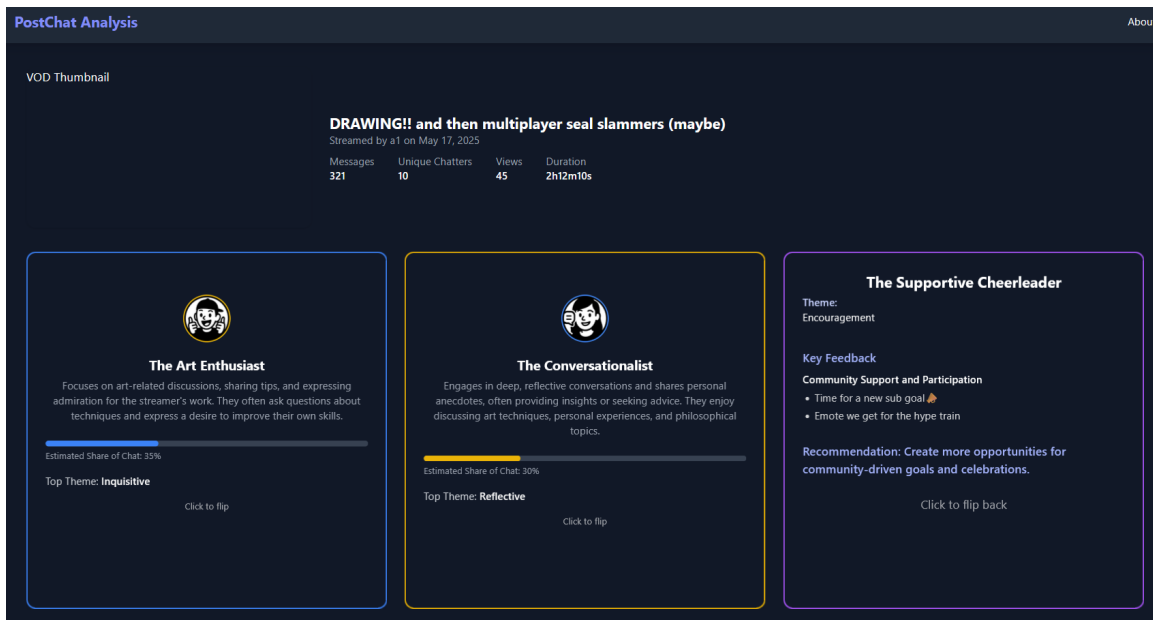 PostChat Analysis
Abou
VOD Thumbnail
DRAWING!! and then multiplayer seal slammers (maybe)
Streamed by a1 on May 17, 2025
Messages Unique Chatters Views Duration
321 10 45 2h12m10s
The Art Enthusiast
Focuses on art-related discussions, sharing tips, and expressing
admiration for the streamer's work. They often ask questions about
techniques and express a desire to improve their own skills.
Estimated Share of Chat: 35%
Top Theme: Inquisitive
Click to flip
The Conversationalist
Engages in deep, reflective conversations and shares personal
anecdotes, often providing insights or seeking advice. They enjoy
discussing art techniques, personal experiences, and philosophical
topics.
Estimated Share of Chat: 30%
Top Theme: Reflective
Click to flip
The Supportive Cheerleader
Theme:
Encouragement
Key Feedback
Community Support and Participation
• Time for a new sub goal
• Emote we get for the hype train
Recommendation: Create more opportunities for
community-driven goals and celebrations.
Click to flip back